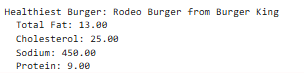 Healthiest Burger: Rodeo Burger from Burger King
  Total Fat: 13.00
  Cholesterol: 25.00
  Sodium: 450.00
  Protein: 9.00